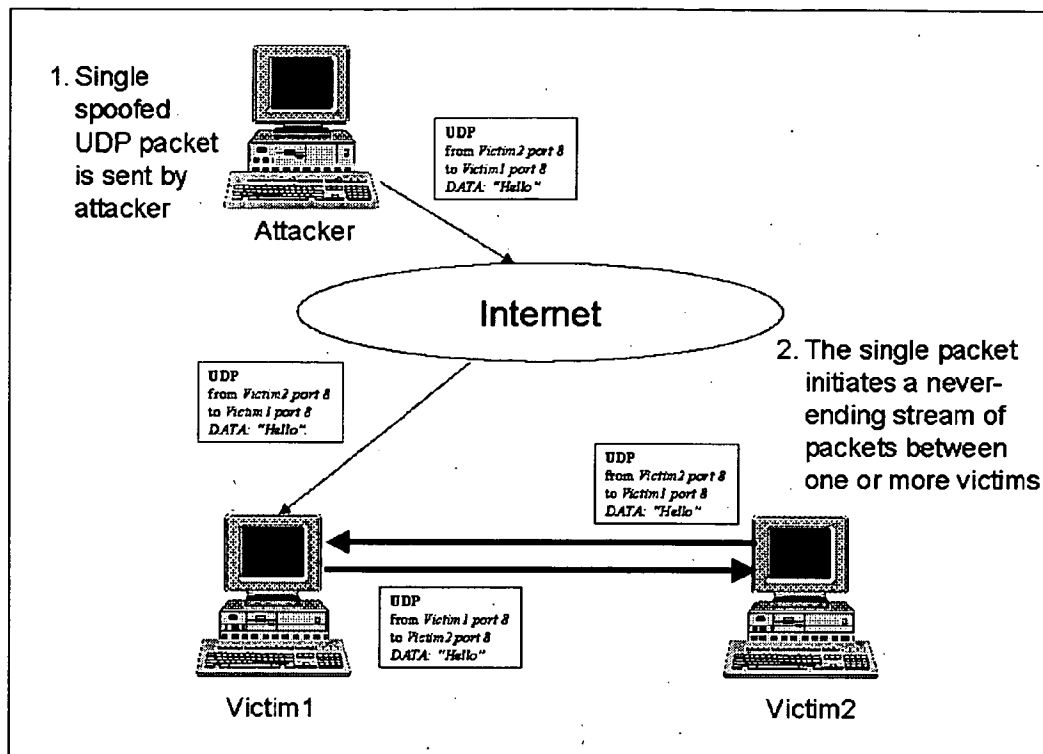 1. Single
spoofed
UDP packet
is sent by
attacker
UDP
from Victim2 port 8
to Victim1 port 8
DATA: "Hello"
Attacker
Internet
UDP
from Victim2 port 8
to Victim1 port 8
DATA: "Hello".
2. The single packet
initiates a never-
ending stream of
packets between
one or more victims
UDP
from Victim2 port 8
to Victim1 port 8
DATA: "Hello"
UDP
from Victim1 port 8
to Victim2 port 8
DATA: "Hello"
Victim1
Victim2